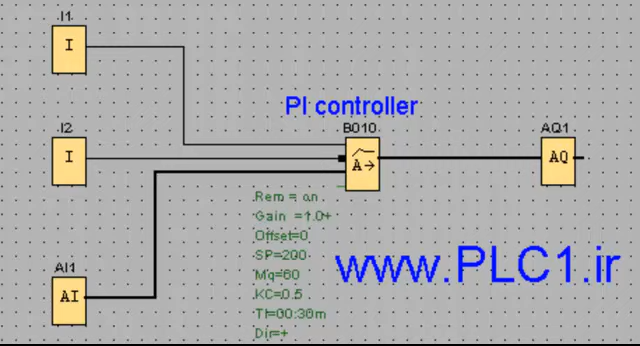 I1
I
PI controller
I2
I
B010
A→
AQ1
AQ
AI1
AI
Rem = on
Gain =1.0+
Offset=0
SP=200
Mq=60
KC=0.5
TI=00:30m
Dir=+
www.PLC1.ir